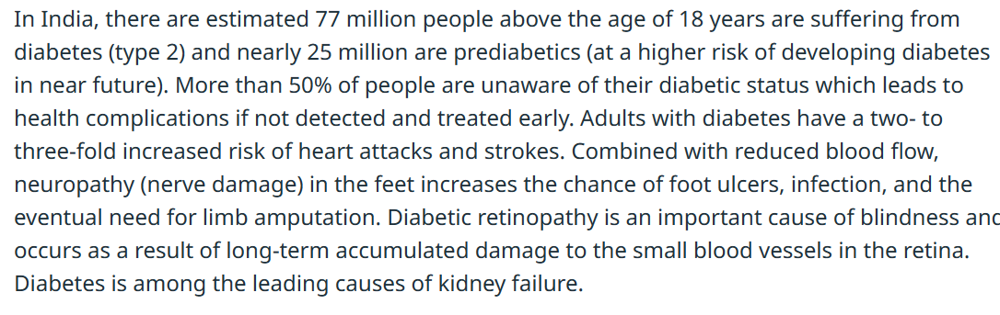 In India, there are estimated 77 million people above the age of 18 years are suffering from
diabetes (type 2) and nearly 25 million are prediabetics (at a higher risk of developing diabetes
in near future). More than 50% of people are unaware of their diabetic status which leads to
health complications if not detected and treated early. Adults with diabetes have a two- to
three-fold increased risk of heart attacks and strokes. Combined with reduced blood flow,
neuropathy (nerve damage) in the feet increases the chance of foot ulcers, infection, and the
eventual need for limb amputation. Diabetic retinopathy is an important cause of blindness and
occurs as a result of long-term accumulated damage to the small blood vessels in the retina.
Diabetes is among the leading causes of kidney failure.